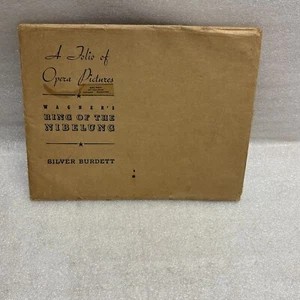 A Folio of
Opera Pictures
WAGNER'S
RING OF THE
NIBELUNG
SILVER BURDETT